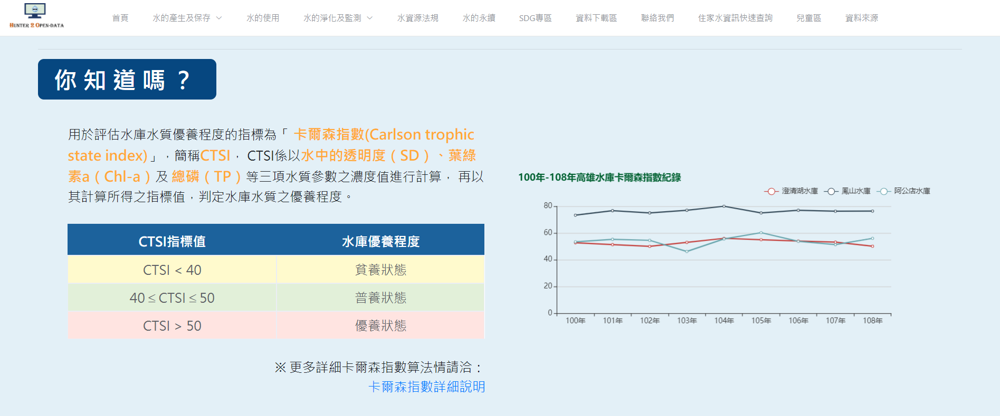 HUNTER 2 OPEN-DATA
首頁 水的產生及保存 水的使用 水的淨化及監測 水資源法規 水的永續 SDG專區 資料下載區 聯絡我們 住家水資訊快速查詢 兒童區 資料來源
你知道嗎？
用於評估水庫水質優養程度的指標為「 卡爾森指數(Carlson trophic
state index)」，簡稱CTSI， CTSI係以水中的透明度（SD）、葉綠
素a（Chl-a）及 總磷（TP）等三項水質參數之濃度值進行計算， 再以
其計算所得之指標值，判定水庫水質之優養程度。
CTSI指標值 水庫優養程度
CTSI < 40 貧養狀態
40 ≤ CTSI ≤ 50 普養狀態
CTSI > 50 優養狀態
※ 更多詳細卡爾森指數算法情請洽：
卡爾森指數詳細說明
100年-108年高雄水庫卡爾森指數紀錄
澄清湖水庫 鳳山水庫 阿公店水庫
80
60
40
20
0
100年 101年 102年 103年 104年 105年 106年 107年 108年